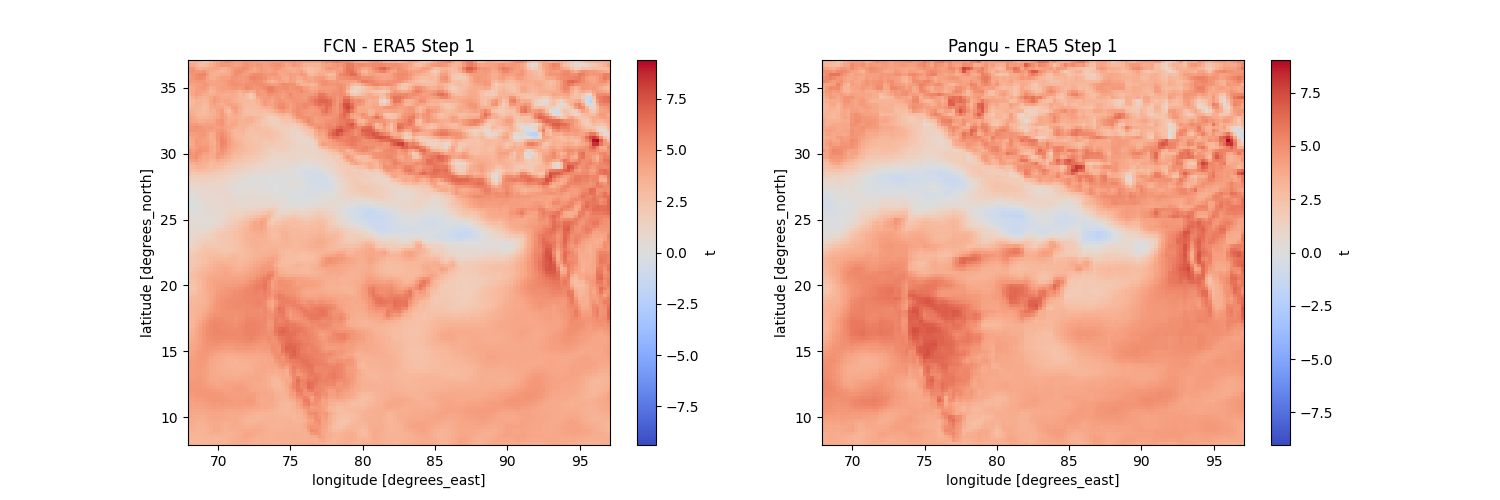 FCN - ERA5 Step 1
35
30
25
20
15
10
latitude [degrees_north]
70 75 80 85 90 95
longitude [degrees_east]
7.5
5.0
2.5
0.0
−2.5
−5.0
−7.5
t
Pangu - ERA5 Step 1
35
30
25
20
15
10
latitude [degrees_north]
70 75 80 85 90 95
longitude [degrees_east]
7.5
5.0
2.5
0.0
−2.5
−5.0
−7.5
t